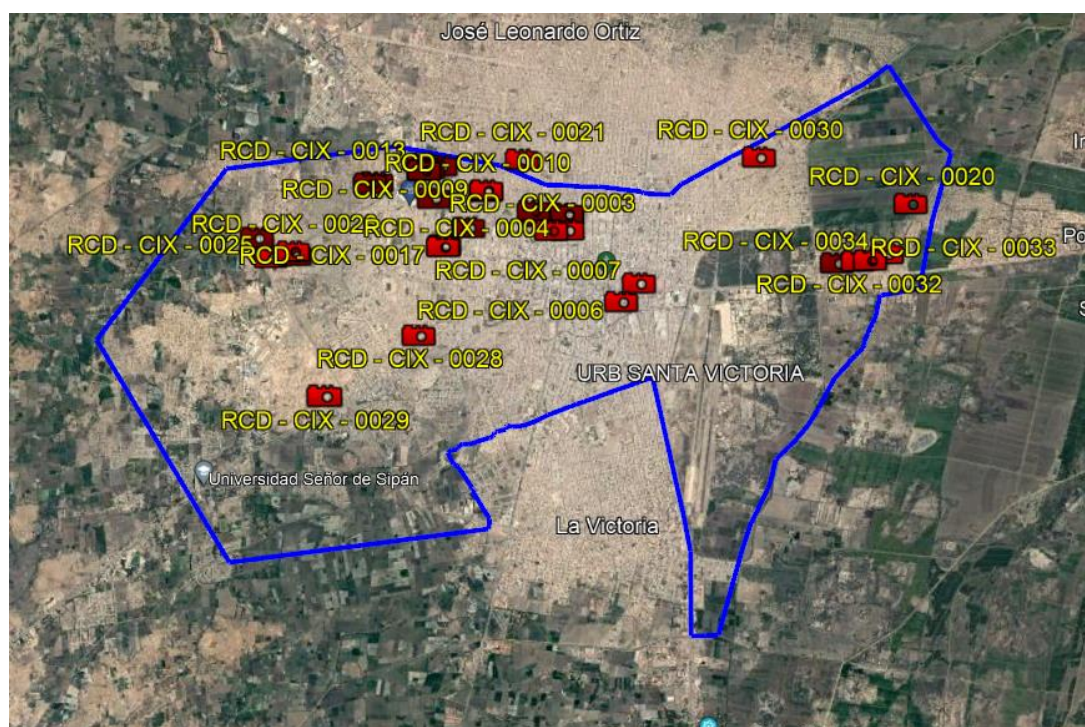 José Leonardo Ortiz
RCD - CIX - 0021
RCD - CIX - 0030
RCD - CIX - 0013
RCD - CIX - 0010
RCD - CIX - 0020
RCD - CIX - 0009
RCD - CIX - 0003
RCD - CIX - 0026
RCD - CIX - 0004
RCD - CIX - 0025
RCD - CIX - 0017
RCD - CIX - 0034
RCD - CIX - 0033
RCD - CIX - 0007
RCD - CIX - 0032
RCD - CIX - 0006
RCD - CIX - 0028
URB SANTA VICTORIA
RCD - CIX - 0029
Universidad Señor de Sipán
La Victoria